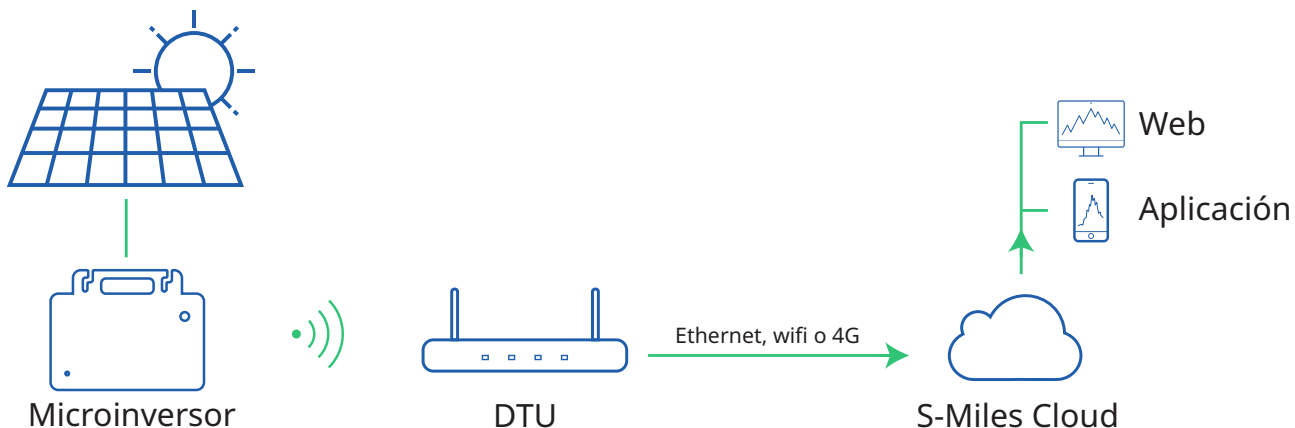 Web
Aplicación
Ethernet, wifi o 4G
Microinversor
DTU
S-Miles Cloud